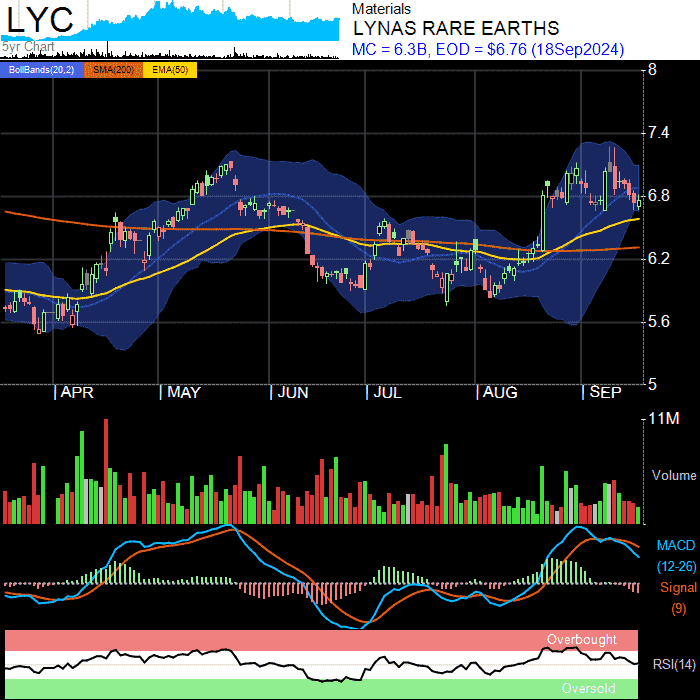 LYC
5yr Chart
Materials
LYNAS RARE EARTHS
MC = 6.3B, EOD = $6.76 (18Sep2024)
BollBands(20,2) SMA(200) EMA(50)
8
7.4
6.8
6.2
5.6
5
APR MAY JUN JUL AUG SEP
11M
Volume
MACD
(12-26)
Signal
(9)
Overbought
RSI(14)
Oversold